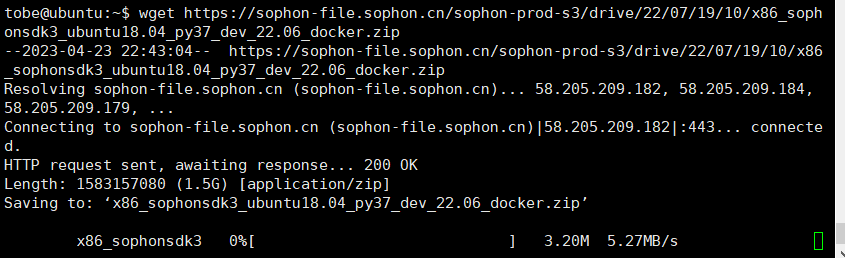 tobe@ubuntu:~$ wget https://sophon-file.sophon.cn/sophon-prod-s3/drive/22/07/19/10/x86_soph
onsdk3_ubuntu18.04_py37_dev_22.06_docker.zip
--2023-04-23 22:43:04--  https://sophon-file.sophon.cn/sophon-prod-s3/drive/22/07/19/10/x86
_sophonsdk3_ubuntu18.04_py37_dev_22.06_docker.zip
Resolving sophon-file.sophon.cn (sophon-file.sophon.cn)... 58.205.209.182, 58.205.209.184,
58.205.209.179, ...
Connecting to sophon-file.sophon.cn (sophon-file.sophon.cn)|58.205.209.182|:443... connecte
d.
HTTP request sent, awaiting response... 200 OK
Length: 1583157080 (1.5G) [application/zip]
Saving to: ‘x86_sophonsdk3_ubuntu18.04_py37_dev_22.06_docker.zip’
x86_sophonsdk3   0%[                           ]   3.20M  5.27MB/s